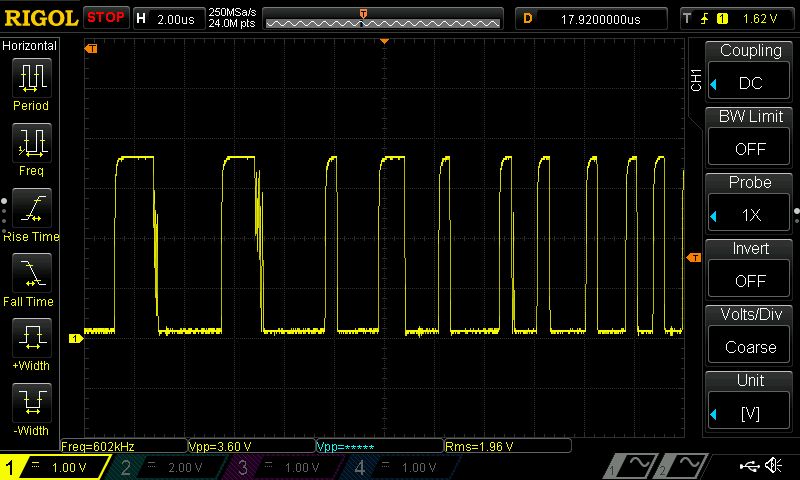 RIGOL STOP H 2.00us 250MSa/s 24.0M pts T D 17.9200000us T 1 1.62 V
Horizontal
Period
Freq
Rise Time
Fall Time
+Width
-Width
T
T
1
CH1
Coupling
DC
BW Limit
OFF
Probe
1X
Invert
OFF
Volts/Div
Coarse
Unit
[V]
Freq=602kHz Vpp=3.60 V Vpp=***** Rms=1.96 V
1 1.00 V 2 2.00 V 3 1.00 V 4 1.00 V 1 2